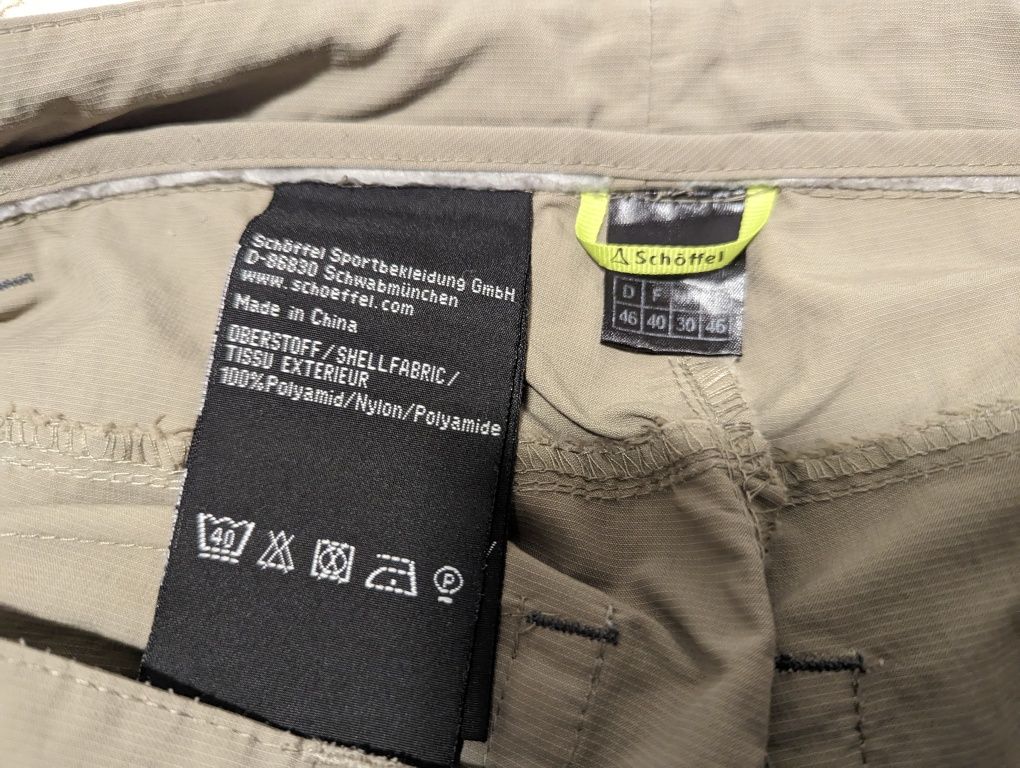 Schöffel Sportbekleidung GmbH
D-86830 Schwabmünchen
www.schoeffel.com
Made in China
OBERSTOFF/SHELLFABRIC/
TISSU EXTERIEUR
100%Polyamid/Nylon/Polyamide
40
P
Schöffel
D F
46 40 30 46